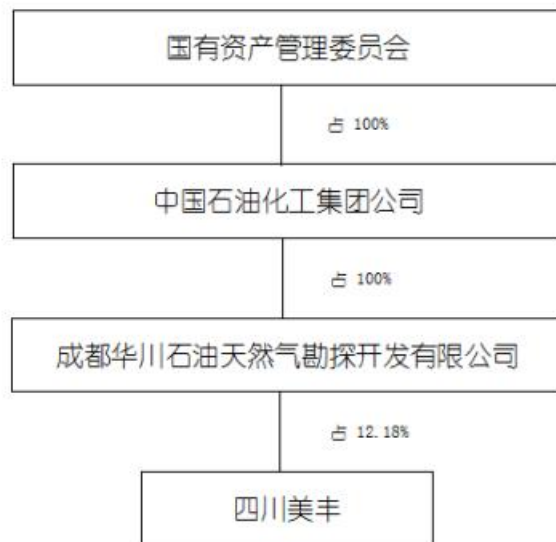 国有资产管理委员会
占 100%
中国石油化工集团公司
占 100%
成都华川石油天然气勘探开发有限公司
占 12.18%
四川美丰